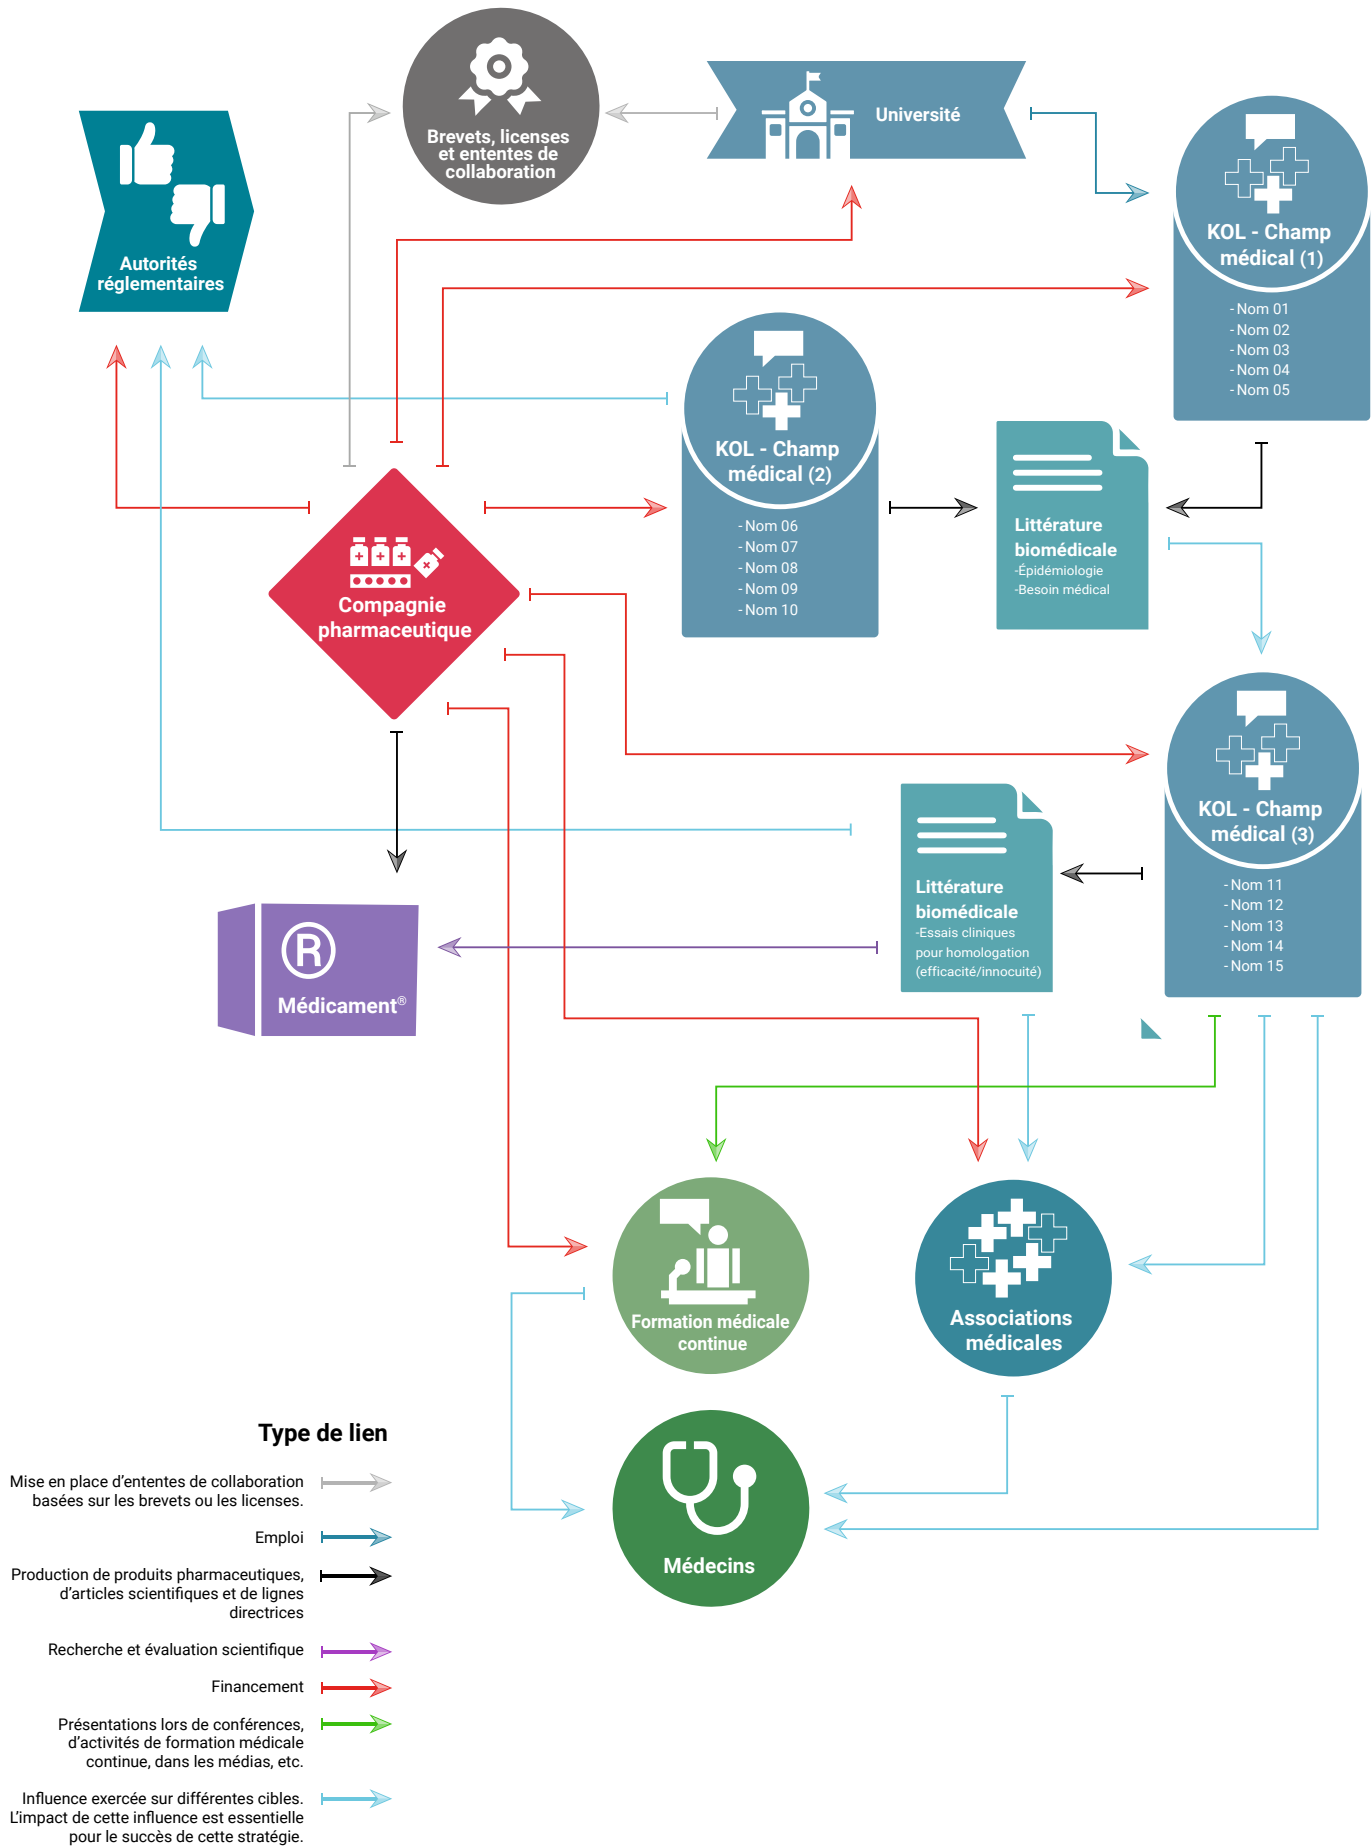 Brevets, licenses
et ententes de
collaboration
Université
Autorités
réglementaires
KOL - Champ
médical (1)
- Nom 01
- Nom 02
- Nom 03
- Nom 04
- Nom 05
KOL - Champ
médical (2)
- Nom 06
- Nom 07
- Nom 08
- Nom 09
- Nom 10
Littérature
biomédicale
-Épidémiologie
-Besoin médical
Compagnie
pharmaceutique
KOL - Champ
médical (3)
- Nom 11
- Nom 12
- Nom 13
- Nom 14
- Nom 15
Littérature
biomédicale
-Essais cliniques
pour homologation
(efficacité/innocuité)
®
Médicament®
Formation médicale
continue
Associations
médicales
Médecins
Type de lien
Mise en place d'ententes de collaboration
basées sur les brevets ou les licenses.
Emploi
Production de produits pharmaceutiques,
d'articles scientifiques et de lignes
directrices
Recherche et évaluation scientifique
Financement
Présentations lors de conférences,
d'activités de formation médicale
continue, dans les médias, etc.
Influence exercée sur différentes cibles.
L'impact de cette influence est essentielle
pour le succès de cette stratégie.